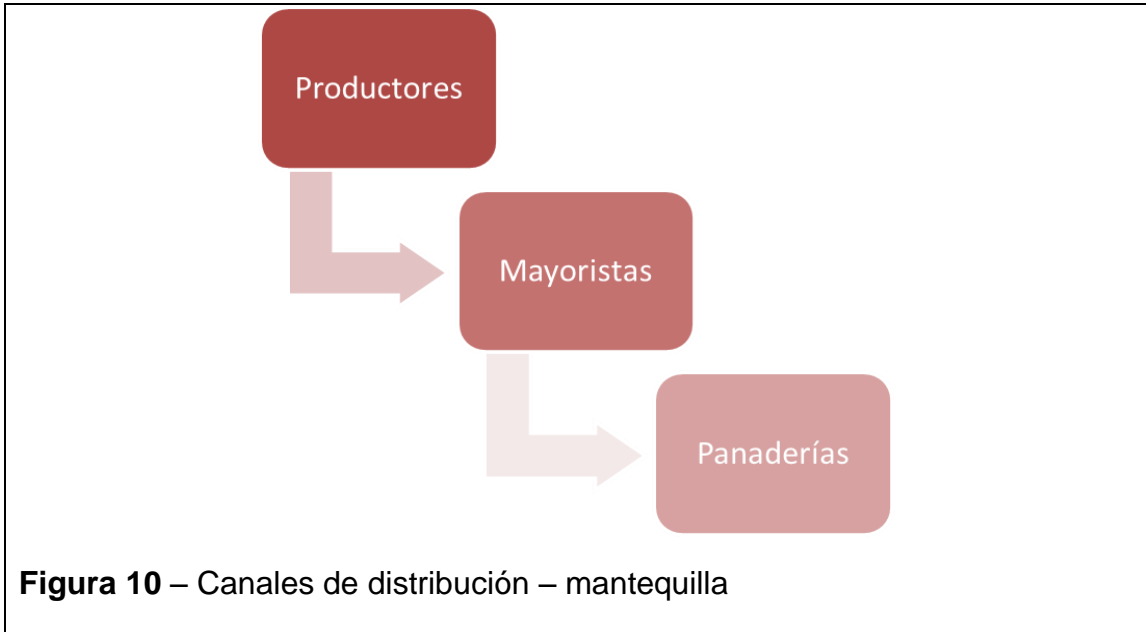 Productores
Mayoristas
Panaderías
Figura 10 – Canales de distribución – mantequilla